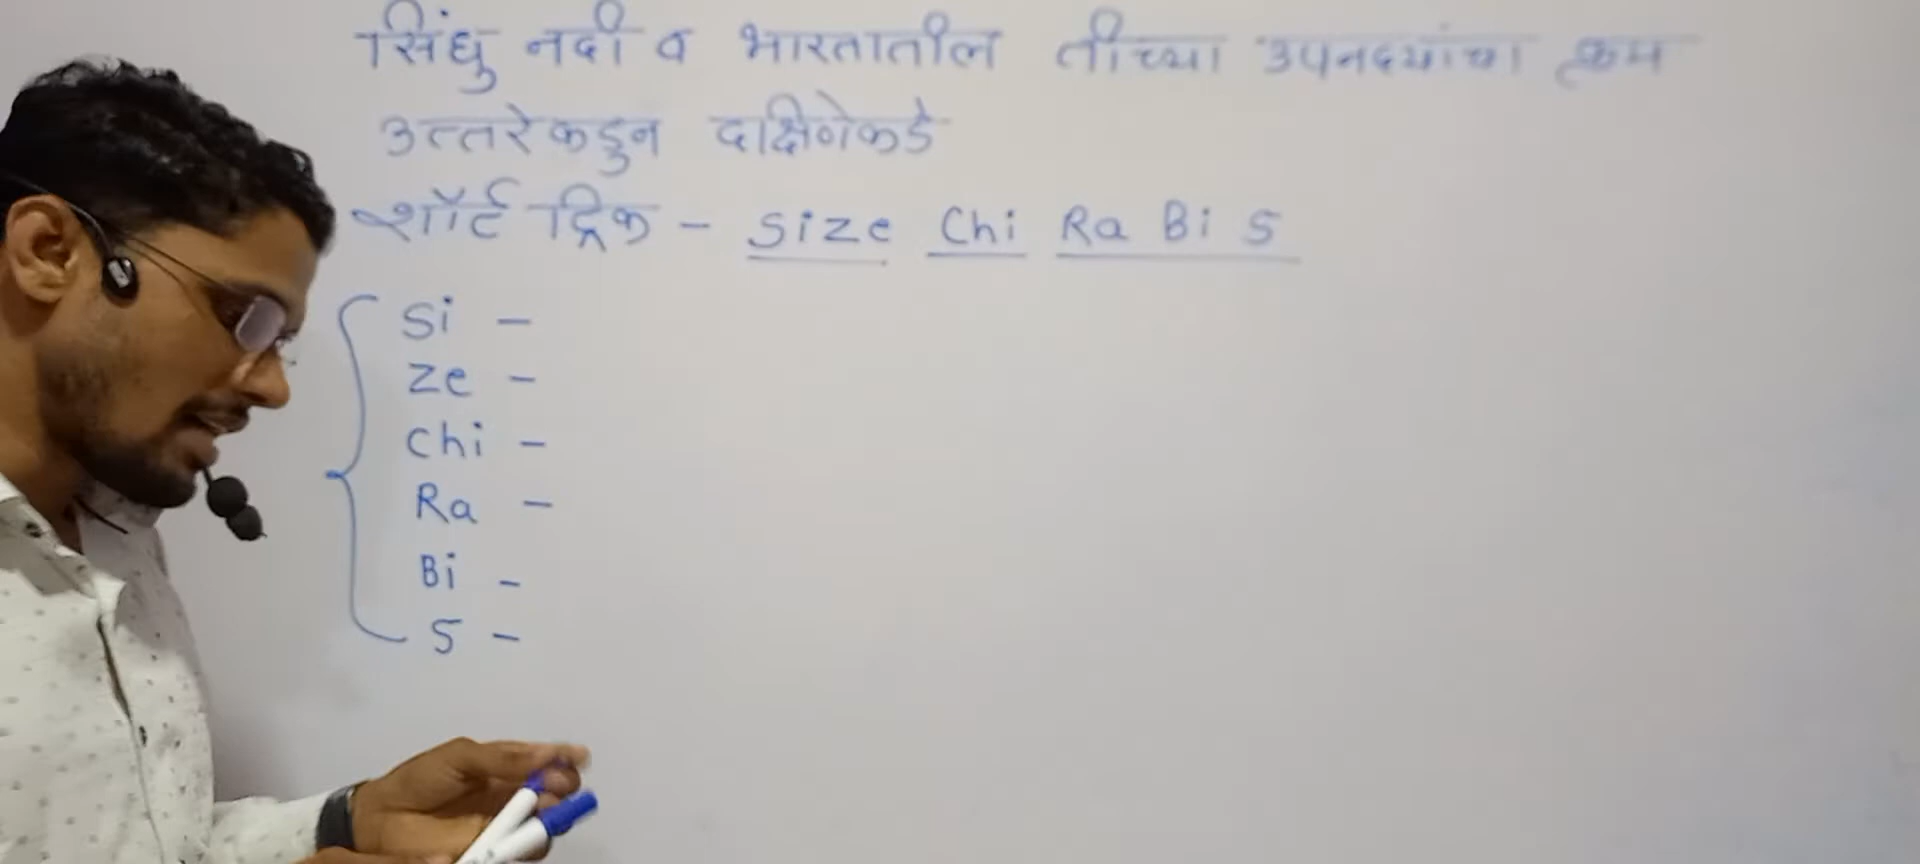 सिंधु नदी व भारतातील तीच्या उपनद्यांचा क्रम
उत्तरेकडुन दक्षिणेकडे
शॉर्ट ट्रिक - Size Chi Ra Bi S
Si -
Ze -
Chi -
Ra -
Bi -
S -